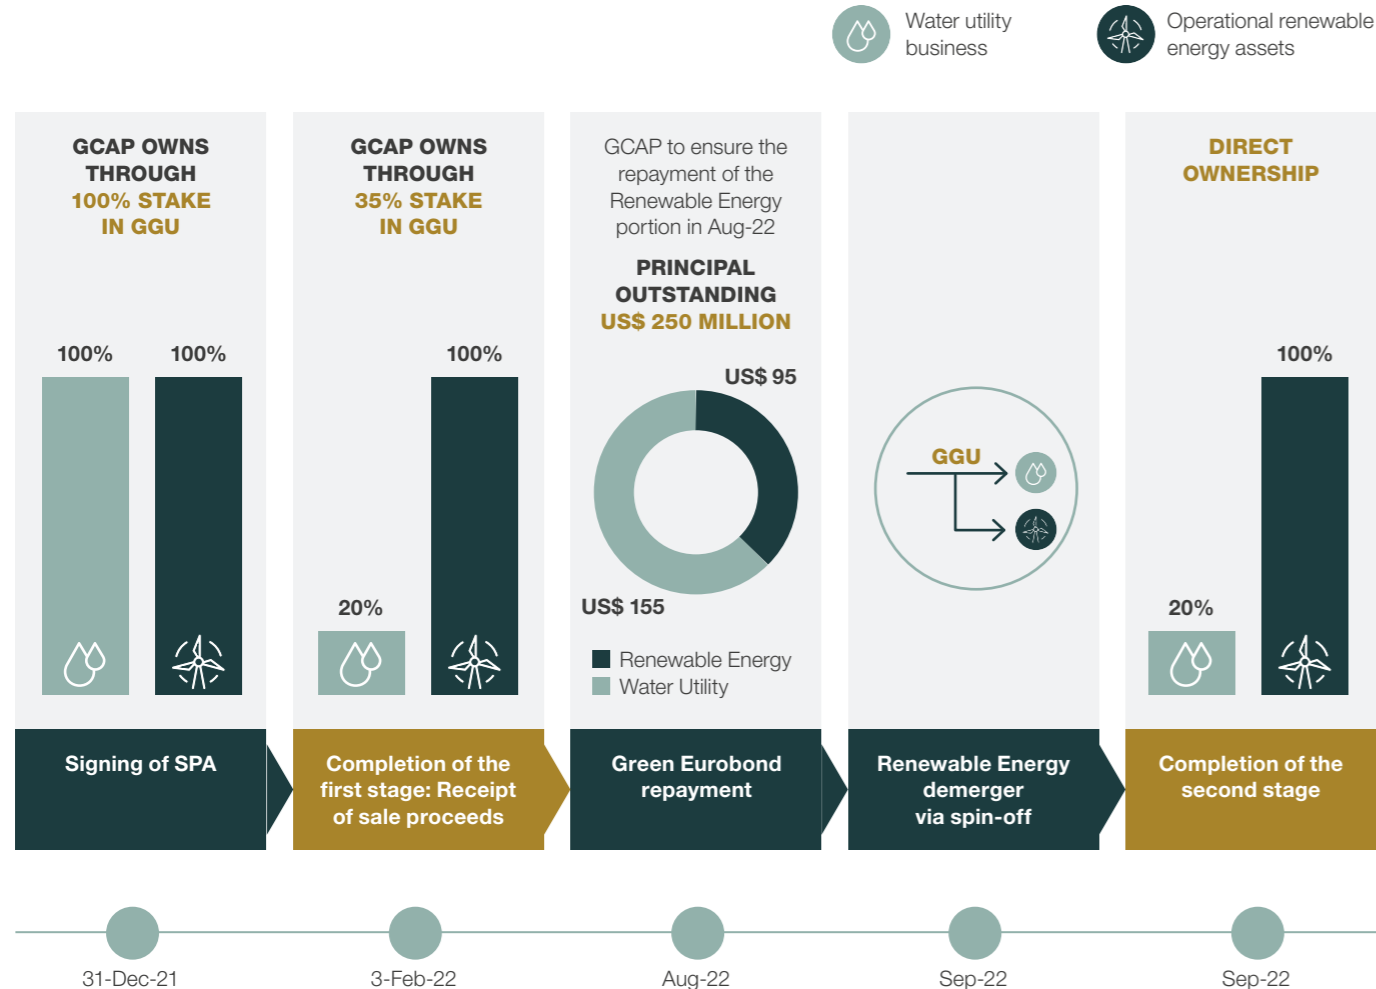 Water utility
business
Operational renewable
energy assets
GCAP OWNS
THROUGH
100% STAKE
IN GGU
100%
100%
Signing of SPA
GCAP OWNS
THROUGH
35% STAKE
IN GGU
20%
100%
Completion of the
first stage: Receipt
of sale proceeds
GCAP to ensure the
repayment of the
Renewable Energy
portion in Aug-22
PRINCIPAL
OUTSTANDING
US$ 250 MILLION
US$ 95
US$ 155
Renewable Energy
Water Utility
Green Eurobond
repayment
GGU
Renewable Energy
demerger
via spin-off
DIRECT
OWNERSHIP
20%
100%
Completion of the
second stage
31-Dec-21
3-Feb-22
Aug-22
Sep-22
Sep-22